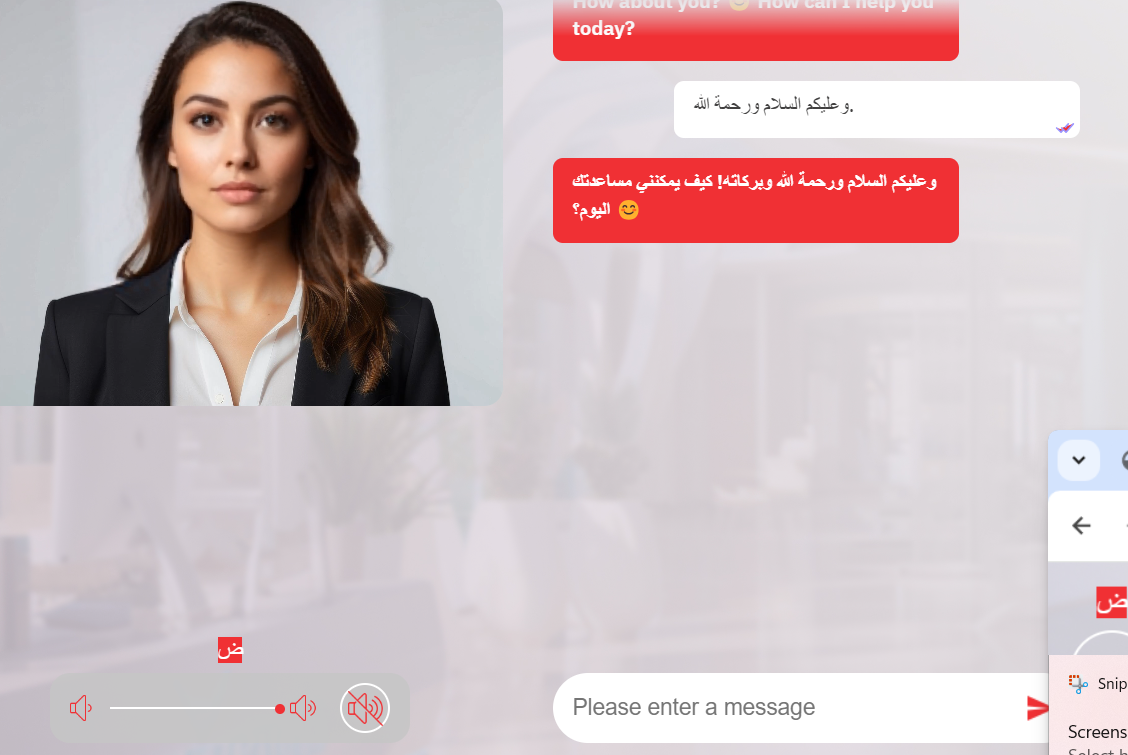 How about you? 😊 How can I help you
today?
وعليكم السلام ورحمة الله.
وعليكم السلام ورحمة الله وبركاته! كيف يمكنني مساعدتك
اليوم؟ 😊
ض
ض
Please enter a message
Snip
Screens